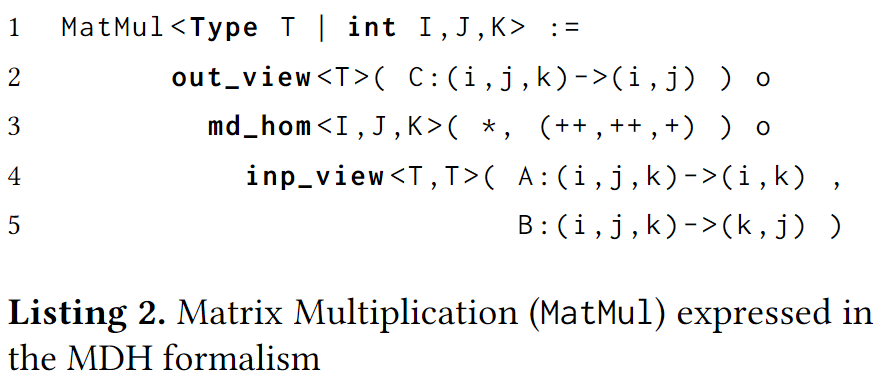 1 MatMul<Type T | int I,J,K> :=
2 out_view<T>( C:(i,j,k)->(i,j) ) o
3 md_hom<I,J,K>( *, (++,++,+) ) o
4 inp_view<T,T>( A:(i,j,k)->(i,k) ,
5 B:(i,j,k)->(k,j) )
Listing 2. Matrix Multiplication (MatMul) expressed in
the MDH formalism